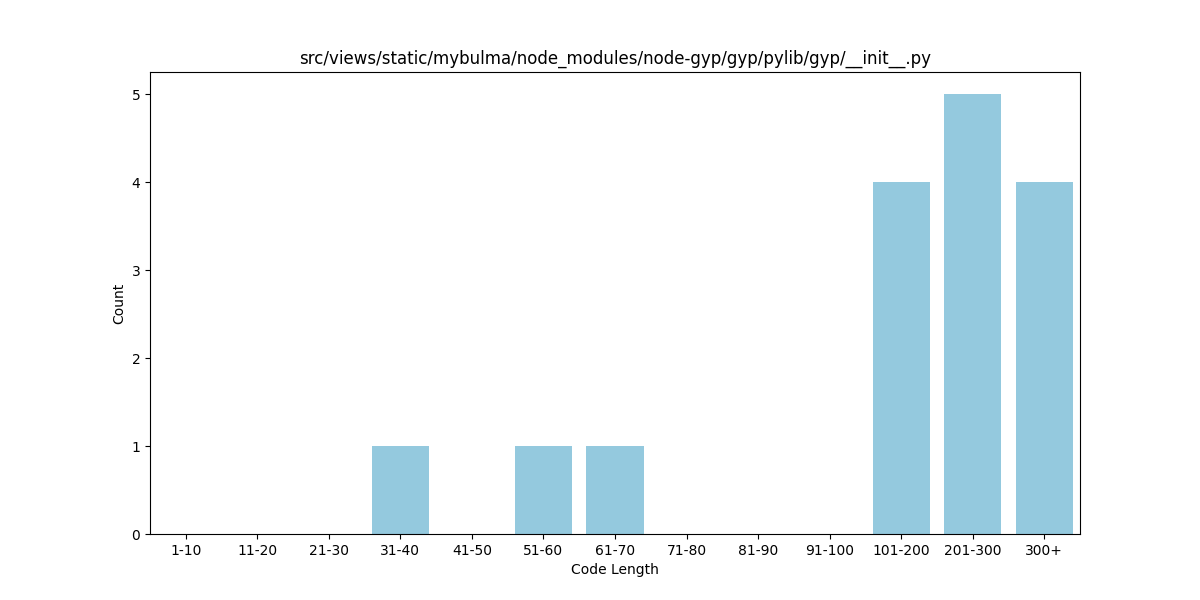 src/views/static/mybulma/node_modules/node-gyp/gyp/pylib/gyp/__init__.py
5
4
3
2
1
0
Count
1-10 11-20 21-30 31-40 41-50 51-60 61-70 71-80 81-90 91-100 101-200 201-300 300+
Code Length